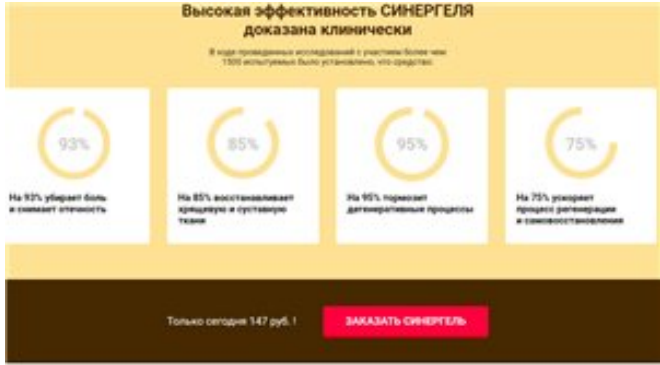 Высокая эффективность СИНЕРГЕЛЯ
доказана клинически
В ходе проведенных исследований с участием более чем
1500 испытуемых было установлено, что средство:
93%
85%
95%
75%
На 93% убирает боль
и снимает отечность
На 85% восстанавливает
хрящевую и суставную
ткани
На 95% тормозит
дегенеративные процессы
На 75% ускоряет
процесс регенерации
и самовосстановления
Только сегодня 147 руб. !
ЗАКАЗАТЬ СИНЕРГЕЛЬ